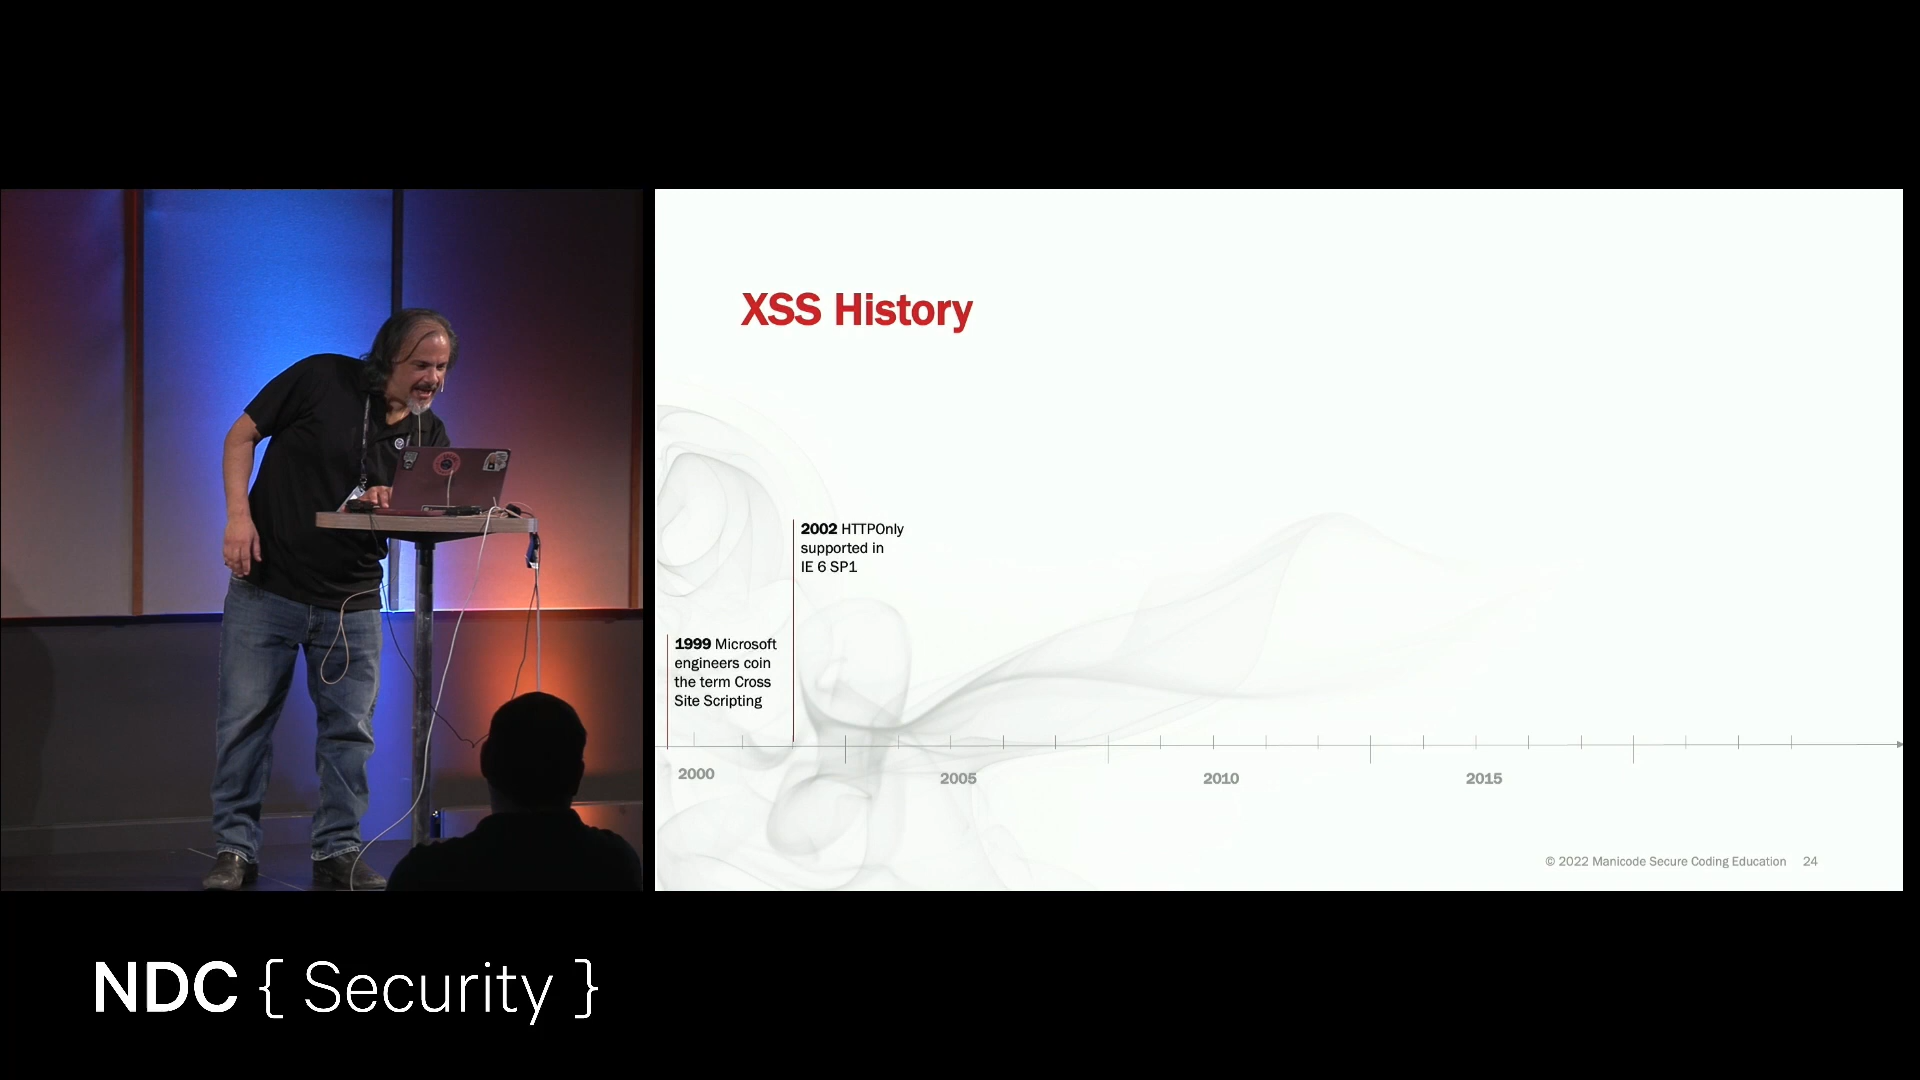 XSS History
2002 HTTPOnly
supported in
IE 6 SP1
1999 Microsoft
engineers coin
the term Cross
Site Scripting
2000
2005
2010
2015
© 2022 Manicode Secure Coding Education 24
NDC { Security }